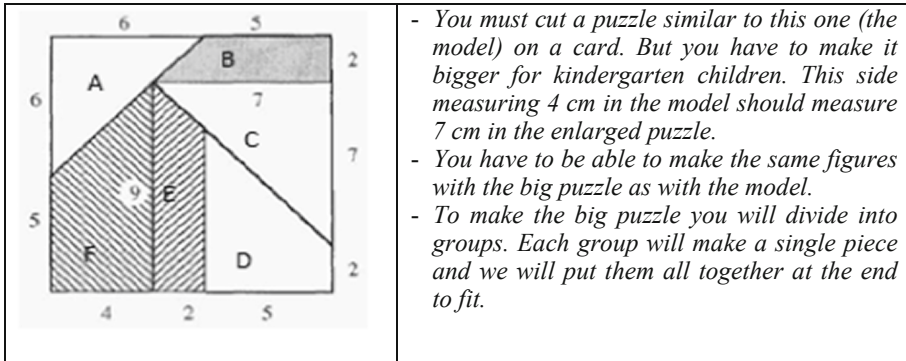 6 5
B 2
A
6
7
C
7
9 E
5
F D 2
4 2 5
- You must cut a puzzle similar to this one (the
model) on a card. But you have to make it
bigger for kindergarten children. This side
measuring 4 cm in the model should measure
7 cm in the enlarged puzzle.
- You have to be able to make the same figures
with the big puzzle as with the model.
- To make the big puzzle you will divide into
groups. Each group will make a single piece
and we will put them all together at the end
to fit.